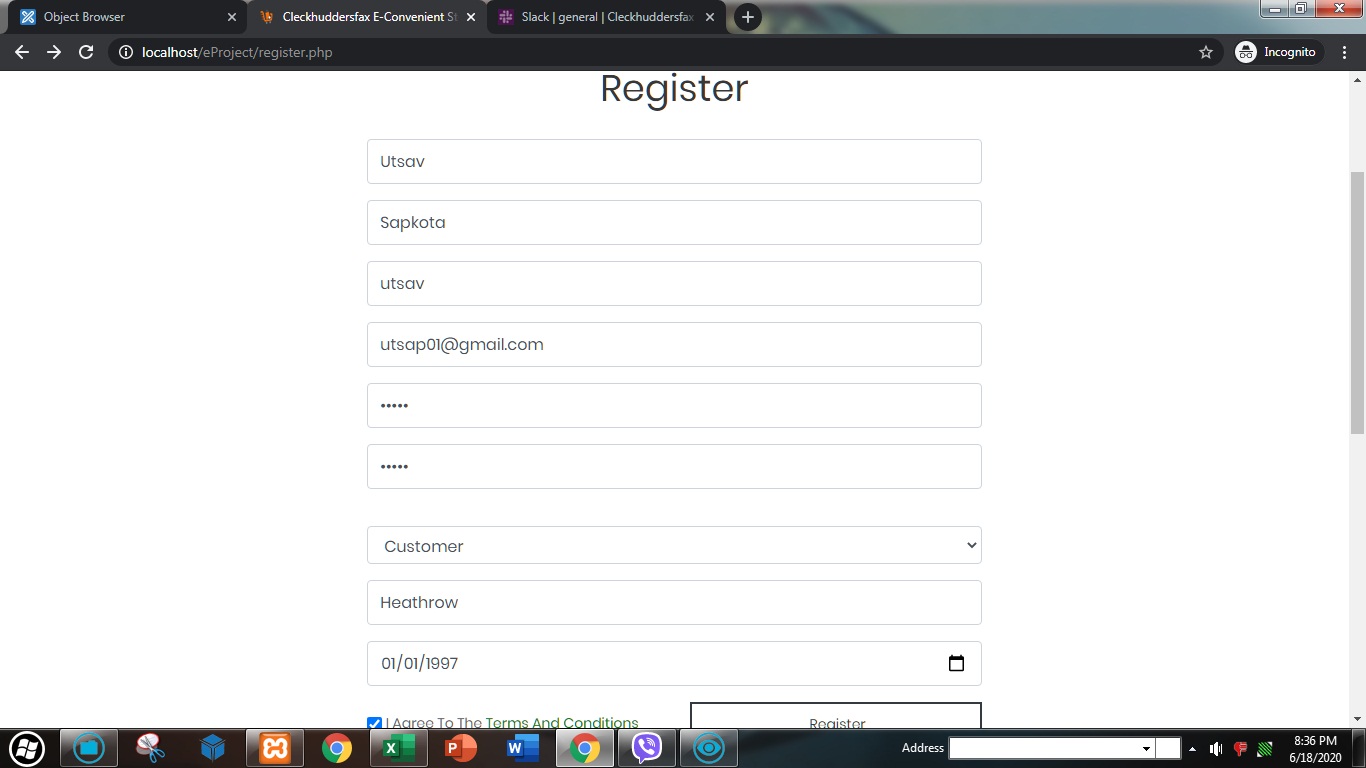 Object Browser
Cleckhuddersfax E-Convenient St
Slack | general | Cleckhuddersfax
localhost/eProject/register.php
Incognito
Register
Utsav
Sapkota
utsav
utsap01@gmail.com
•••••
•••••
Customer
Heathrow
01/01/1997
I Agree To The Terms And Conditions
Register
Address
8:36 PM
6/18/2020